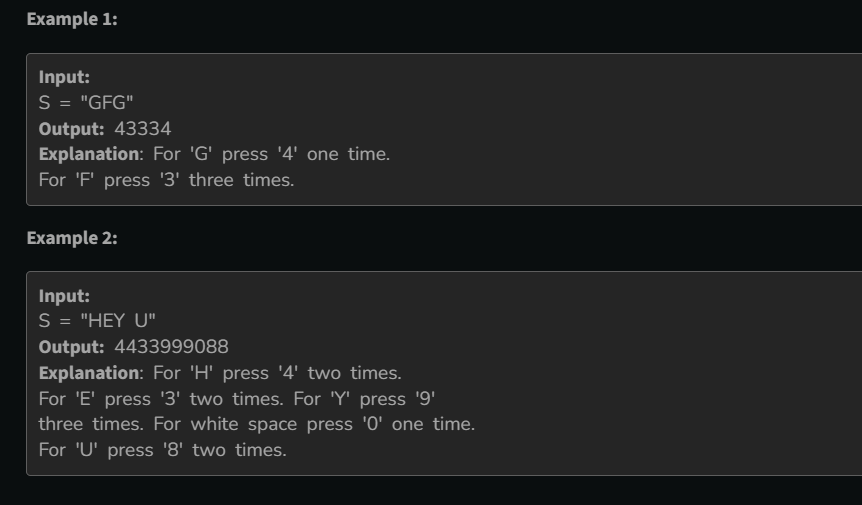 Example 1:
Input:
S = "GFG"
Output: 43334
Explanation: For 'G' press '4' one time.
For 'F' press '3' three times.
Example 2:
Input:
S = "HEY U"
Output: 4433999088
Explanation: For 'H' press '4' two times.
For 'E' press '3' two times. For 'Y' press '9'
three times. For white space press '0' one time.
For 'U' press '8' two times.